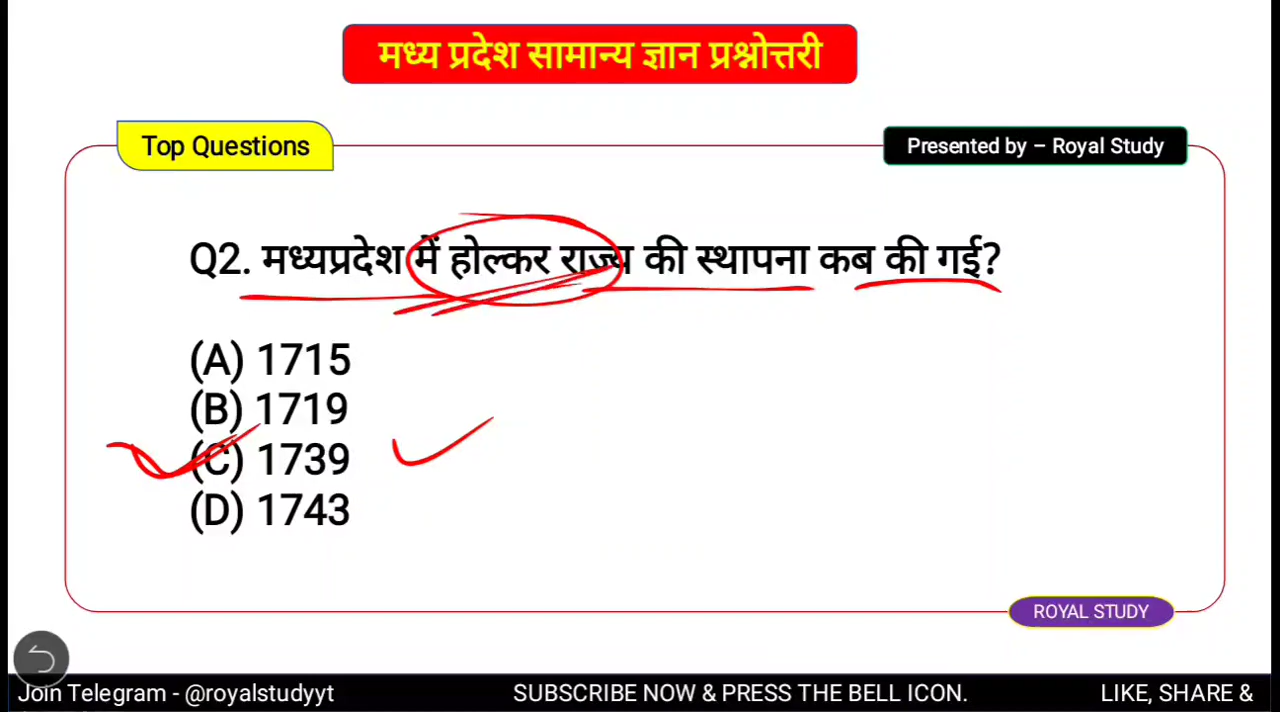 मध्य प्रदेश सामान्य ज्ञान प्रश्नोत्तरी
Top Questions
Presented by – Royal Study
Q2. मध्यप्रदेश में होल्कर राज्य की स्थापना कब की गई?
(A) 1715
(B) 1719
(C) 1739
(D) 1743
ROYAL STUDY
Join Telegram - @royalstudyyt
SUBSCRIBE NOW & PRESS THE BELL ICON.
LIKE, SHARE &